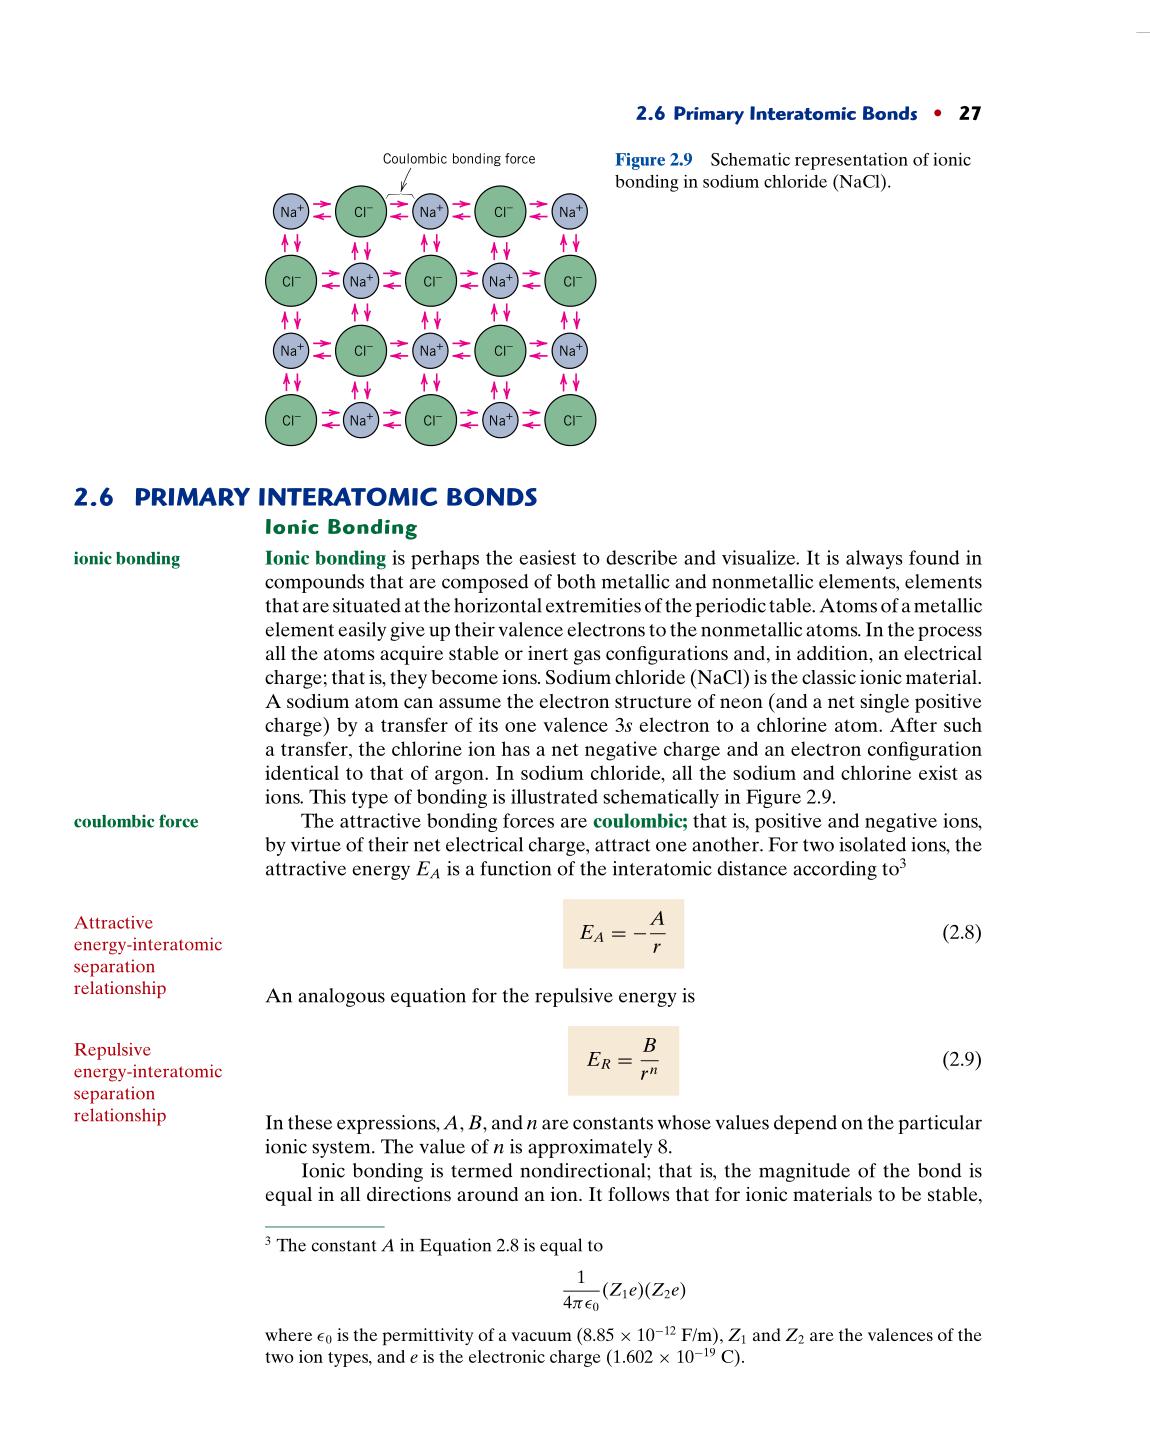 2.6 Primary Interatomic Bonds • 27
Coulombic bonding force
Figure 2.9 Schematic representation of ionic
bonding in sodium chloride (NaCl).
Na⁺ Cl⁻ Na⁺ Cl⁻ Na⁺
Cl⁻ Na⁺ Cl⁻ Na⁺ Cl⁻
Na⁺ Cl⁻ Na⁺ Cl⁻ Na⁺
Cl⁻ Na⁺ Cl⁻ Na⁺ Cl⁻
2.6 PRIMARY INTERATOMIC BONDS
Ionic Bonding
ionic bonding
Ionic bonding is perhaps the easiest to describe and visualize. It is always found in
compounds that are composed of both metallic and nonmetallic elements, elements
that are situated at the horizontal extremities of the periodic table. Atoms of a metallic
element easily give up their valence electrons to the nonmetallic atoms. In the process
all the atoms acquire stable or inert gas configurations and, in addition, an electrical
charge; that is, they become ions. Sodium chloride (NaCl) is the classic ionic material.
A sodium atom can assume the electron structure of neon (and a net single positive
charge) by a transfer of its one valence 3s electron to a chlorine atom. After such
a transfer, the chlorine ion has a net negative charge and an electron configuration
identical to that of argon. In sodium chloride, all the sodium and chlorine exist as
ions. This type of bonding is illustrated schematically in Figure 2.9.
coulombic force
The attractive bonding forces are coulombic; that is, positive and negative ions,
by virtue of their net electrical charge, attract one another. For two isolated ions, the
attractive energy E_A is a function of the interatomic distance according to³
Attractive
energy-interatomic
separation
relationship
E_A = −A/r (2.8)
An analogous equation for the repulsive energy is
Repulsive
energy-interatomic
separation
relationship
E_R = B/rⁿ (2.9)
In these expressions, A, B, and n are constants whose values depend on the particular
ionic system. The value of n is approximately 8.
Ionic bonding is termed nondirectional; that is, the magnitude of the bond is
equal in all directions around an ion. It follows that for ionic materials to be stable,
³ The constant A in Equation 2.8 is equal to
1/4πϵ₀ (Z₁e)(Z₂e)
where ϵ₀ is the permittivity of a vacuum (8.85 × 10⁻¹² F/m), Z₁ and Z₂ are the valences of the
two ion types, and e is the electronic charge (1.602 × 10⁻¹⁹ C).